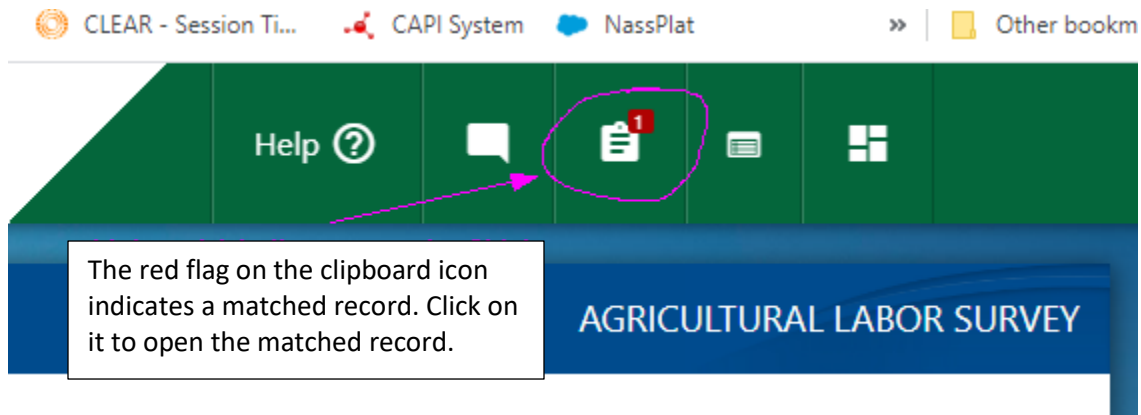 CLEAR - Session Ti... CAPI System NassPlat » Other bookm
Help ? 1
The red flag on the clipboard icon
indicates a matched record. Click on
it to open the matched record.
AGRICULTURAL LABOR SURVEY